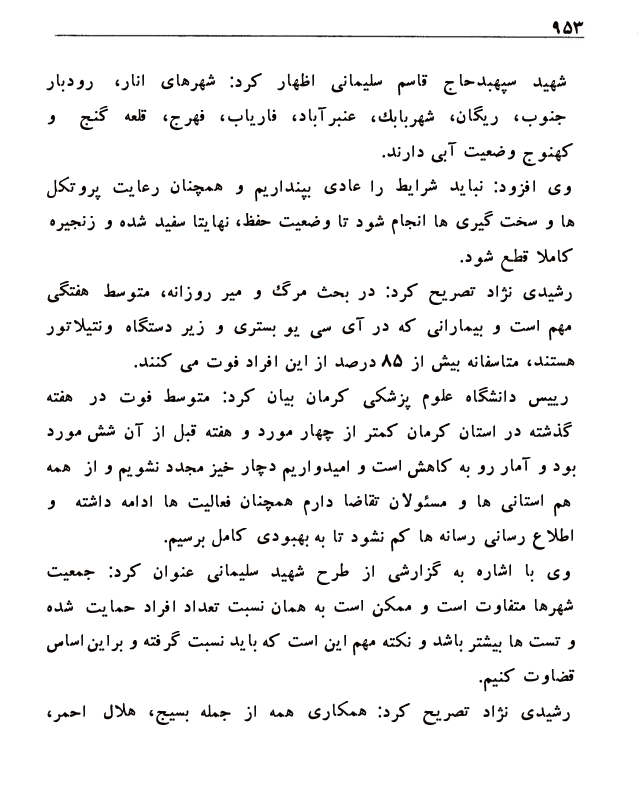 ۹۵۳
شهید سپهبدحاج قاسم سلیمانی اظهار کرد: شهرهای انار، رودبار
جنوب، ریگان، شهربابك، عنبرآباد، فاریاب، فهرج، قلعه گنج و
کهنوج وضعیت آبی دارند.
وی افزود: نباید شرایط را عادی بپنداریم و همچنان رعایت پروتکل
ها و سخت گیری ها انجام شود تا وضعیت حفظ، نهایتا سفید شده و زنجیره
کاملا قطع شود.
رشیدی نژاد تصریح کرد: در بحث مرگ و میر روزانه، متوسط هفتگی
مهم است و بیمارانی که در آی سی یو بستری و زیر دستگاه ونتیلاتور
هستند، متاسفانه بیش از ۸۵ درصد از این افراد فوت می کنند.
رییس دانشگاه علوم پزشکی کرمان بیان کرد: متوسط فوت در هفته
گذشته در استان کرمان کمتر از چهار مورد و هفته قبل از آن شش مورد
بود و آمار رو به کاهش است و امیدواریم دچار خیز مجدد نشویم و از همه
هم استانی ها و مسئولان تقاضا دارم همچنان فعالیت ها ادامه داشته و
اطلاع رسانی رسانه ها کم نشود تا به بهبودی کامل برسیم.
وی با اشاره به گزارشی از طرح شهید سلیمانی عنوان کرد: جمعیت
شهرها متفاوت است و ممکن است به همان نسبت تعداد افراد حمایت شده
و تست ها بیشتر باشد و نکته مهم این است که باید نسبت گرفته و براین اساس
قضاوت کنیم.
رشیدی نژاد تصریح کرد: همکاری همه از جمله بسیج، هلال احمر،